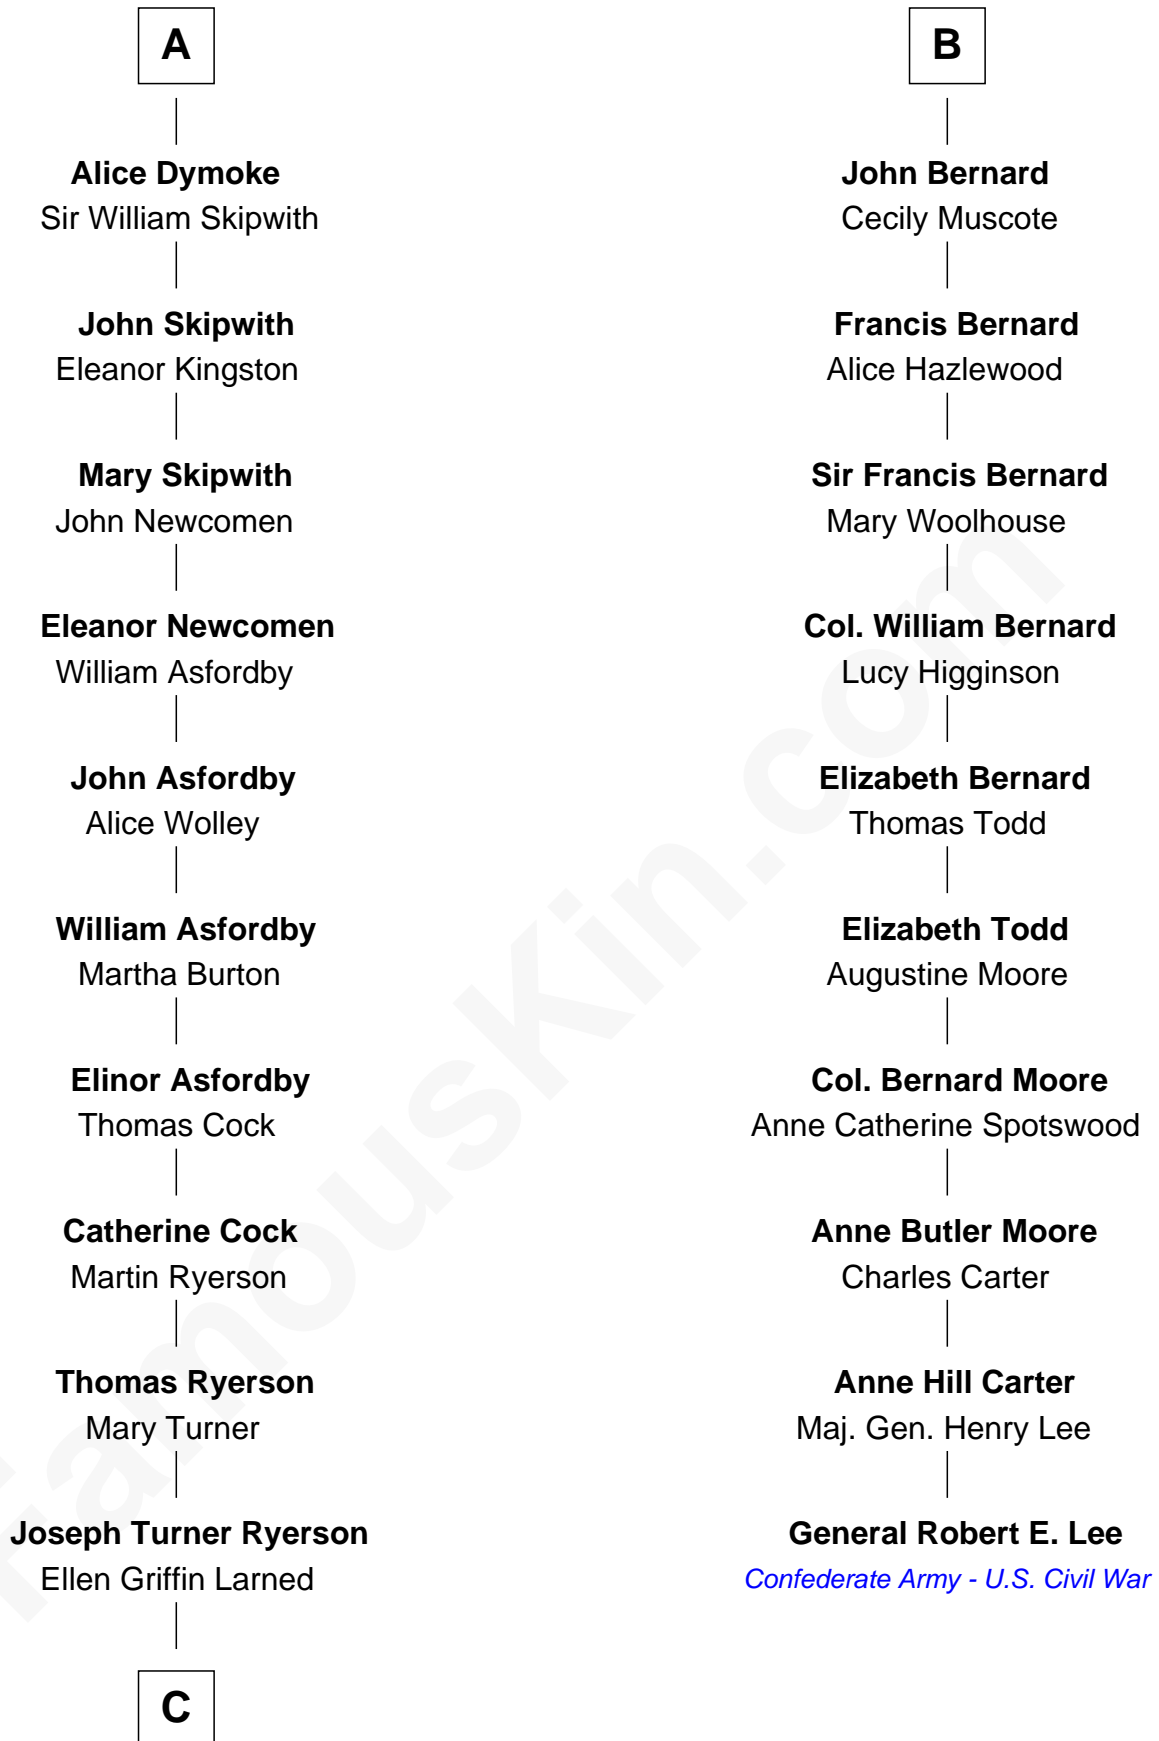 A
Alice Dymoke
Sir William Skipwith
John Skipwith
Eleanor Kingston
Mary Skipwith
John Newcomen
Eleanor Newcomen
William Asfordby
John Asfordby
Alice Wolley
William Asfordby
Martha Burton
Elinor Asfordby
Thomas Cock
Catherine Cock
Martin Ryerson
Thomas Ryerson
Mary Turner
Joseph Turner Ryerson
Ellen Griffin Larned
C
B
John Bernard
Cecily Muscote
Francis Bernard
Alice Hazlewood
Sir Francis Bernard
Mary Woolhouse
Col. William Bernard
Lucy Higginson
Elizabeth Bernard
Thomas Todd
Elizabeth Todd
Augustine Moore
Col. Bernard Moore
Anne Catherine Spotswood
Anne Butler Moore
Charles Carter
Anne Hill Carter
Maj. Gen. Henry Lee
General Robert E. Lee
Confederate Army - U.S. Civil War
FamousKin.com